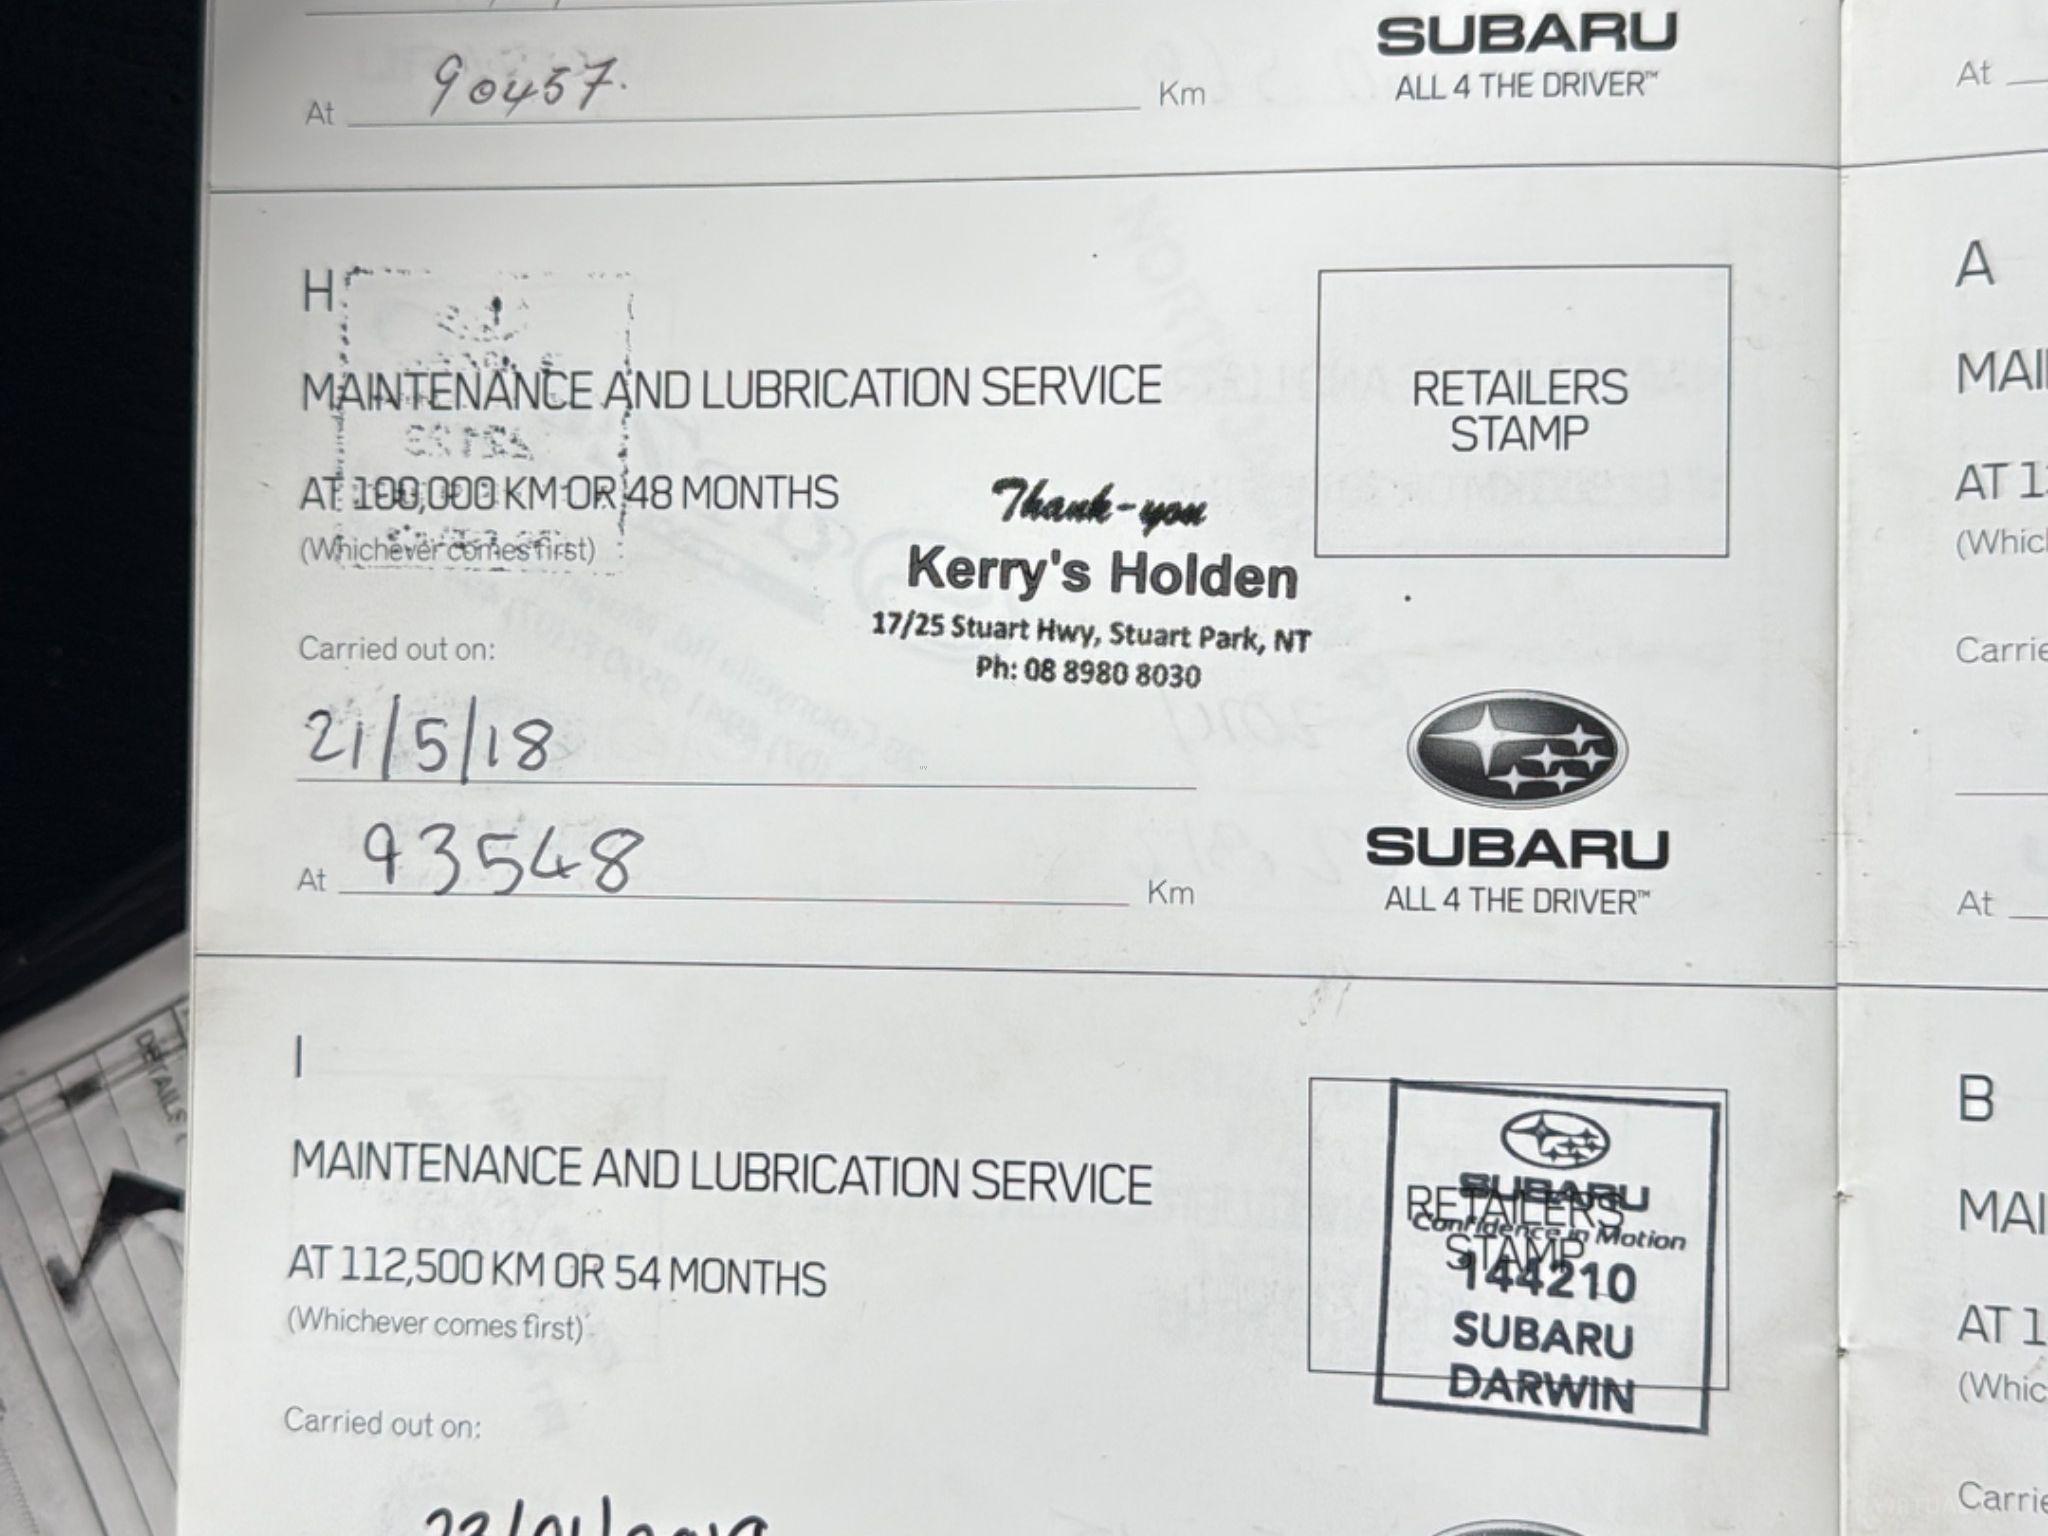 SUBARU
ALL 4 THE DRIVER™
At 90457. Km
At
H
MAINTENANCE AND LUBRICATION SERVICE
AT 100,000 KM OR 48 MONTHS
(Whichever comes first)
RETAILERS
STAMP
Thank-you
Kerry's Holden
17/25 Stuart Hwy, Stuart Park, NT
Ph: 08 8980 8030
Carried out on:
21/5/18
At 93548 Km
SUBARU
ALL 4 THE DRIVER™
A
At
I
MAINTENANCE AND LUBRICATION SERVICE
AT 112,500 KM OR 54 MONTHS
(Whichever comes first)
RETAILERS
STAMP
SUBARU
Confidence in Motion
144210
SUBARU
DARWIN
Carried out on:
B
DETAILS